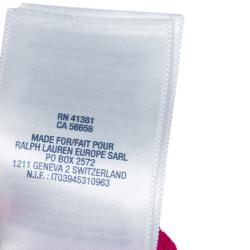 RN 41381
CA 56658
MADE FOR/FAIT POUR
RALPH LAUREN EUROPE SARL
PO BOX 2572
1211 GENEVA 2 SWITZERLAND
N.I.F. : IT03945310963